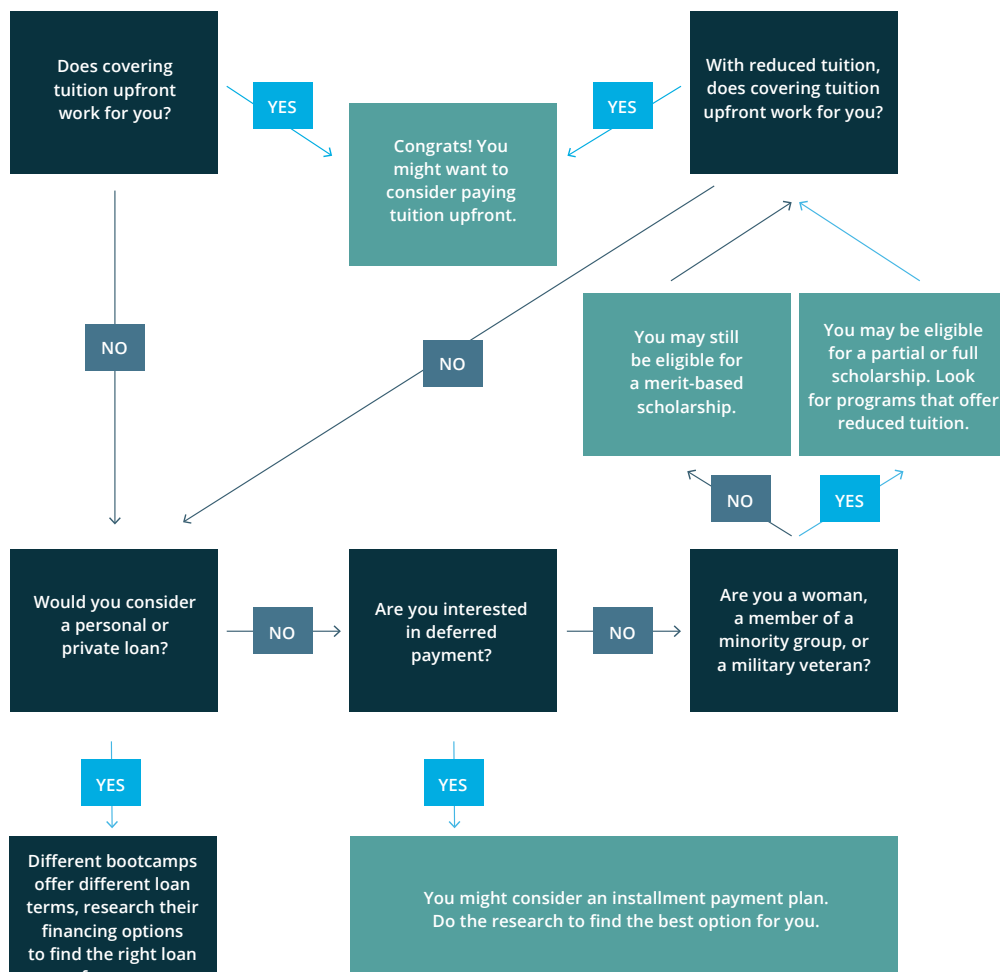 Does covering
tuition upfront
work for you?
YES
Congrats! You
might want to
consider paying
tuition upfront.
YES
With reduced tuition,
does covering tuition
upfront work for you?
NO
NO
You may still
be eligible for
a merit-based
scholarship.
You may be eligible
for a partial or full
scholarship. Look
for programs that offer
reduced tuition.
NO
YES
Would you consider
a personal or
private loan?
NO
Are you interested
in deferred
payment?
NO
Are you a woman,
a member of a
minority group, or
a military veteran?
YES
YES
Different bootcamps
offer different loan
terms, research their
financing options
to find the right loan
You might consider an installment payment plan.
Do the research to find the best option for you.